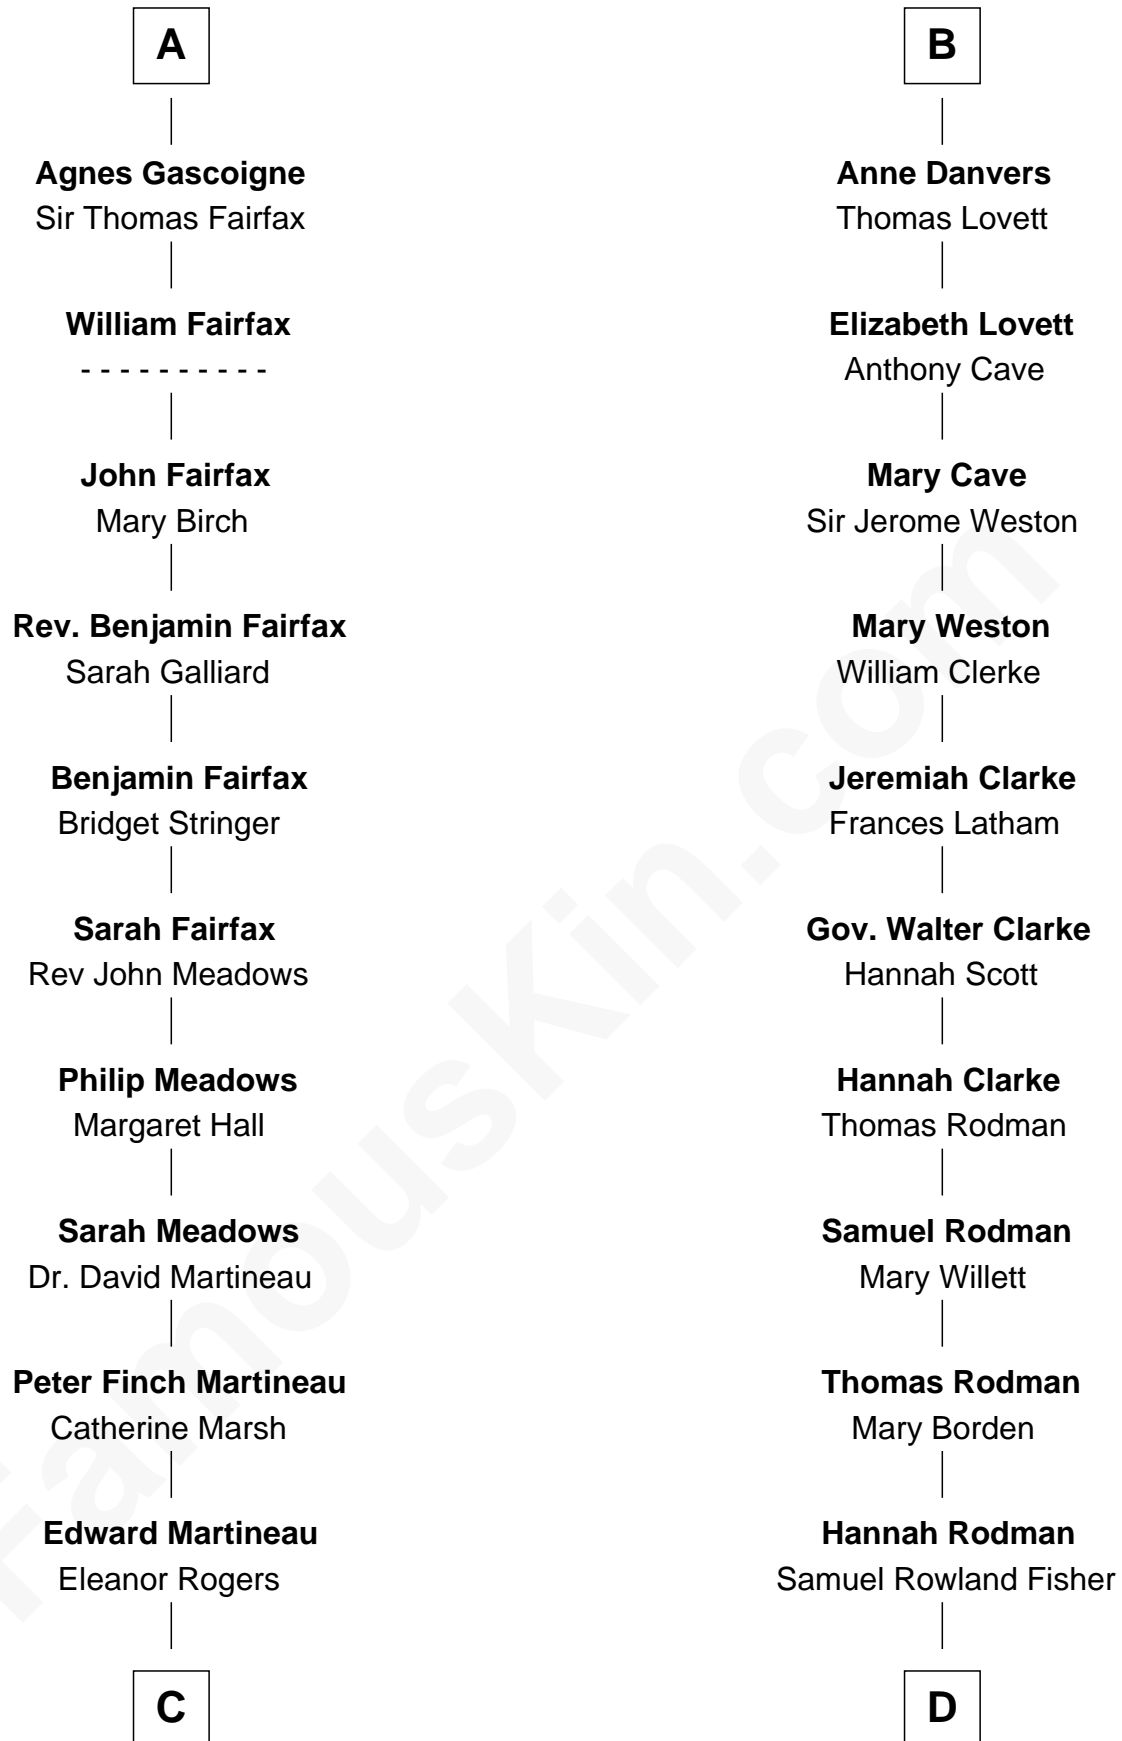 A
Agnes Gascoigne
Sir Thomas Fairfax
William Fairfax
- - - - - - - - - -
John Fairfax
Mary Birch
Rev. Benjamin Fairfax
Sarah Galliard
Benjamin Fairfax
Bridget Stringer
Sarah Fairfax
Rev John Meadows
Philip Meadows
Margaret Hall
Sarah Meadows
Dr. David Martineau
Peter Finch Martineau
Catherine Marsh
Edward Martineau
Eleanor Rogers
C
B
Anne Danvers
Thomas Lovett
Elizabeth Lovett
Anthony Cave
Mary Cave
Sir Jerome Weston
Mary Weston
William Clerke
Jeremiah Clarke
Frances Latham
Gov. Walter Clarke
Hannah Scott
Hannah Clarke
Thomas Rodman
Samuel Rodman
Mary Willett
Thomas Rodman
Mary Borden
Hannah Rodman
Samuel Rowland Fisher
D
FamousKin.com